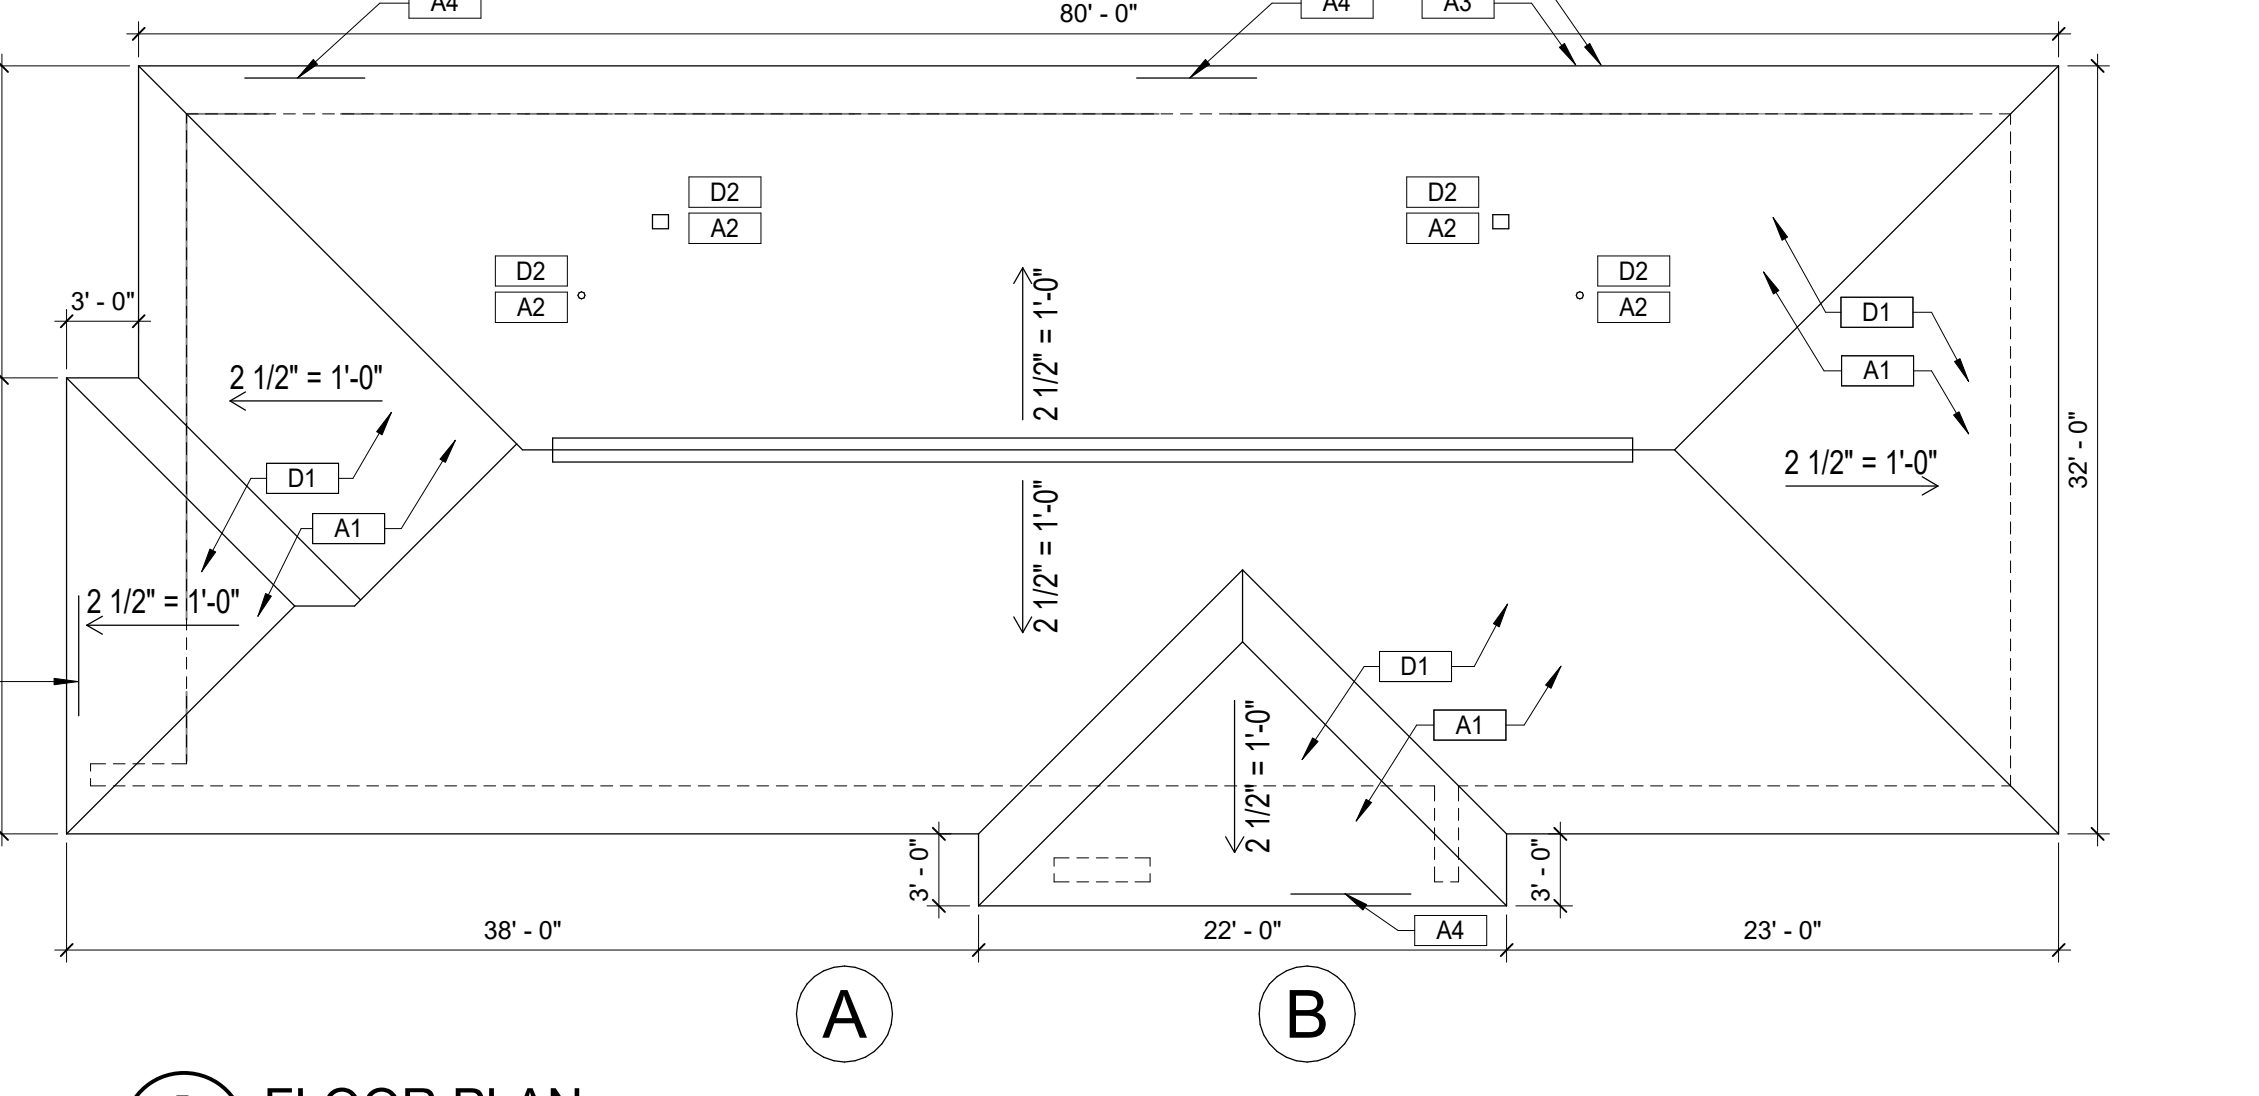 A4
80' - 0"
A4
A3
D2
A2
D2
A2
D2
A2
D2
A2
3' - 0"
2 1/2" = 1'-0"
2 1/2" = 1'-0"
D1
A1
2 1/2" = 1'-0"
32' - 0"
D1
A1
2 1/2" = 1'-0"
2 1/2" = 1'-0"
D1
A1
2 1/2" = 1'-0"
3' - 0"
3' - 0"
A4
38' - 0"
22' - 0"
23' - 0"
A
B
FLOOR PLAN